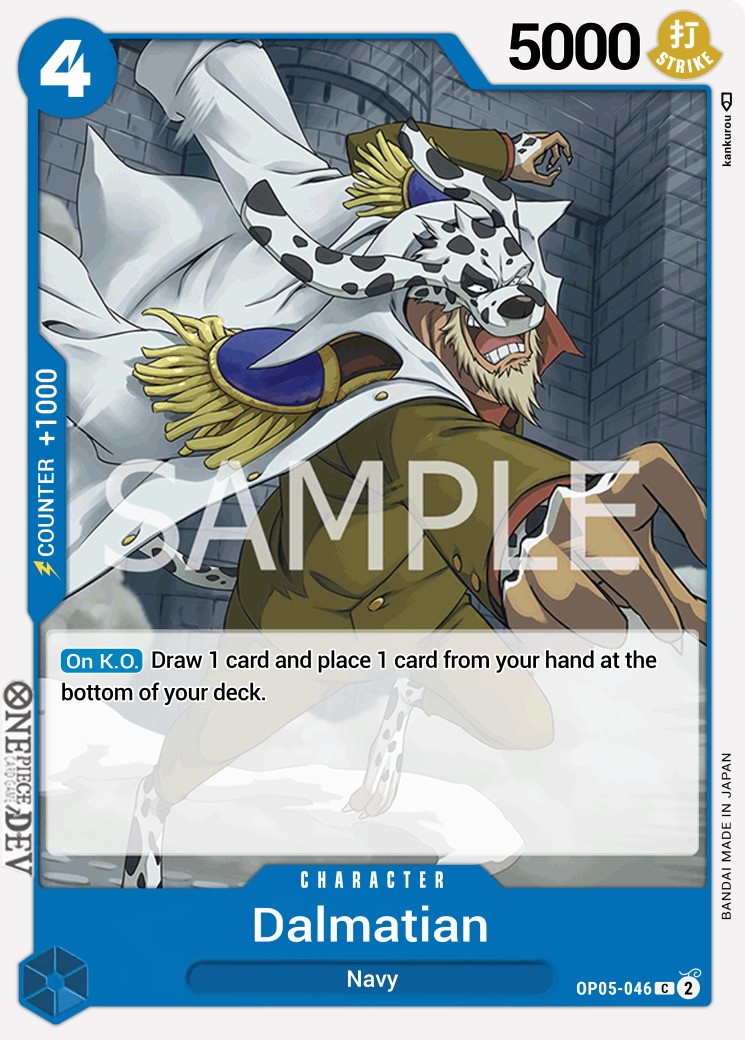 4
5000
打
STRIKE
kankurou
COUNTER +1000
SAMPLE
On K.O. Draw 1 card and place 1 card from your hand at the
bottom of your deck.
ONE PIECE
CARD GAME
DEV
BANDAI MADE IN JAPAN
CHARACTER
Dalmatian
Navy
OP05-046 C 2